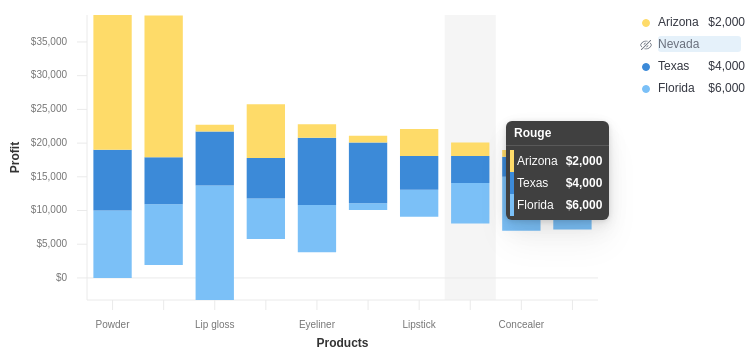 Profit
$35,000
$30,000
$25,000
$20,000
$15,000
$10,000
$5,000
$0
Powder
Lip gloss
Eyeliner
Lipstick
Concealer
Products
Rouge
Arizona $2,000
Texas $4,000
Florida $6,000
Arizona $2,000
Nevada
Texas $4,000
Florida $6,000